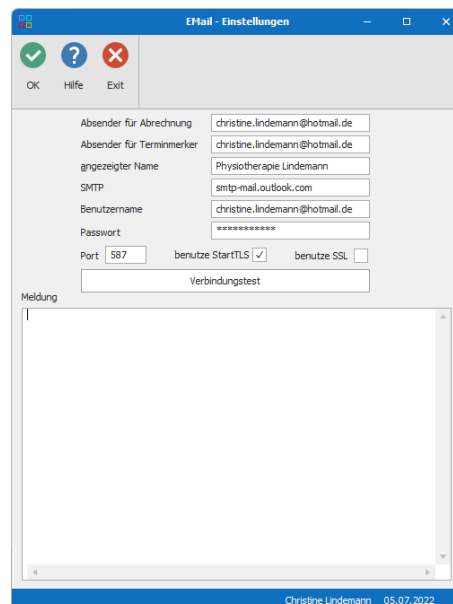 EMail - Einstellungen
OK Hilfe Exit
Absender für Abrechnung christine.lindemann@hotmail.de
Absender für Terminmerker christine.lindemann@hotmail.de
angezeigter Name Physiotherapie Lindemann
SMTP smtp-mail.outlook.com
Benutzername christine.lindemann@hotmail.de
Passwort ***********
Port 587 benutze StartTLS benutze SSL
Verbindungstest
Meldung
Christine Lindemann 05.07.2022